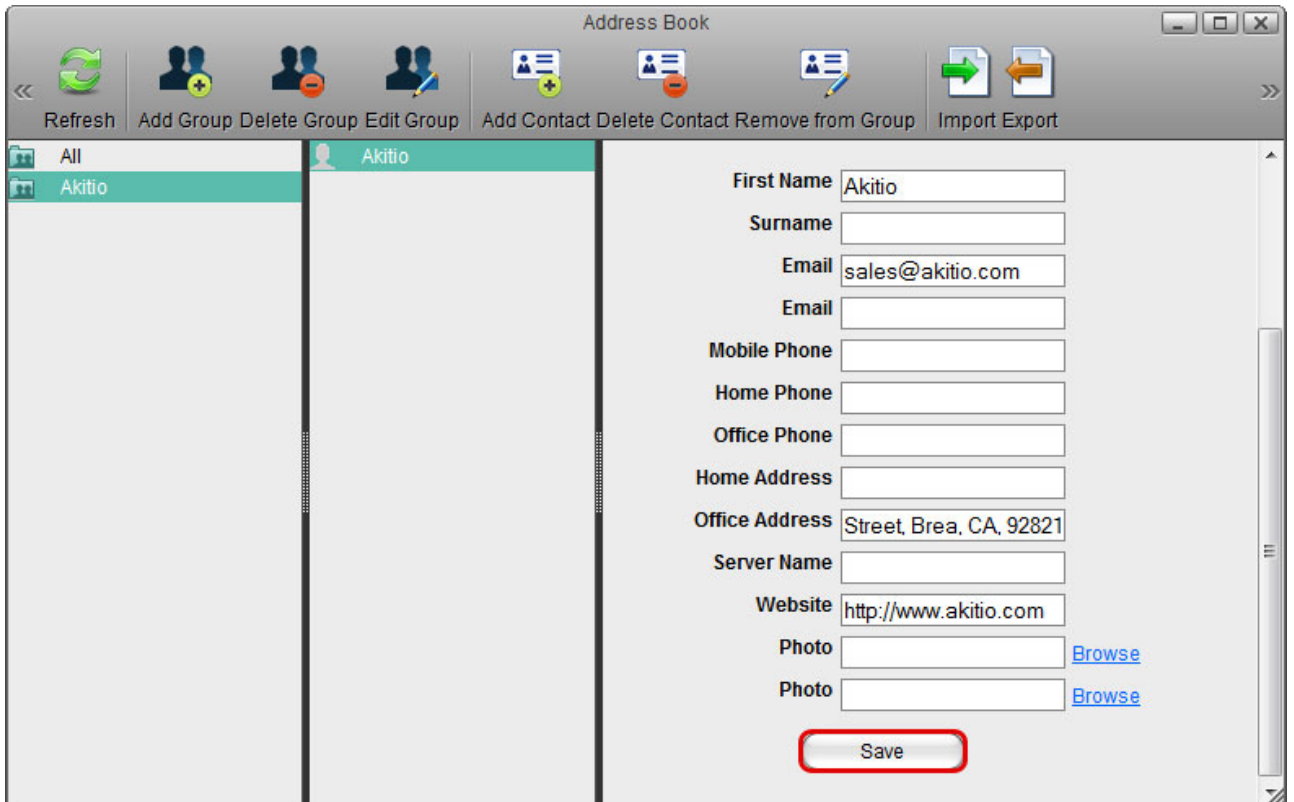 Address Book
Refresh Add Group Delete Group Edit Group Add Contact Delete Contact Remove from Group Import Export
All
Akitio
Akitio
First Name Akitio
Surname
Email sales@akitio.com
Email
Mobile Phone
Home Phone
Office Phone
Home Address
Office Address Street, Brea, CA, 92821
Server Name
Website http://www.akitio.com
Photo Browse
Photo Browse
Save